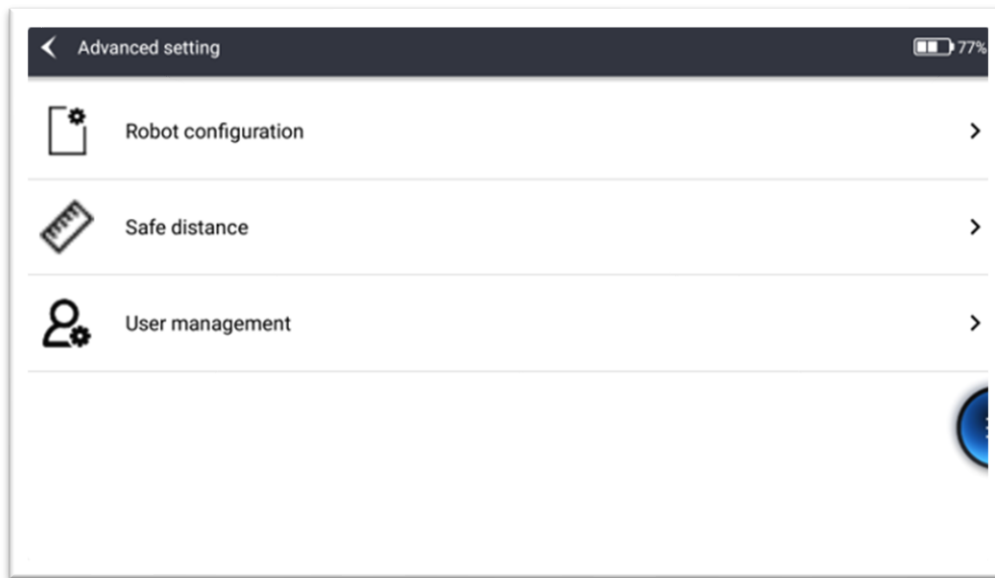 Advanced setting
77%
Robot configuration
Safe distance
User management